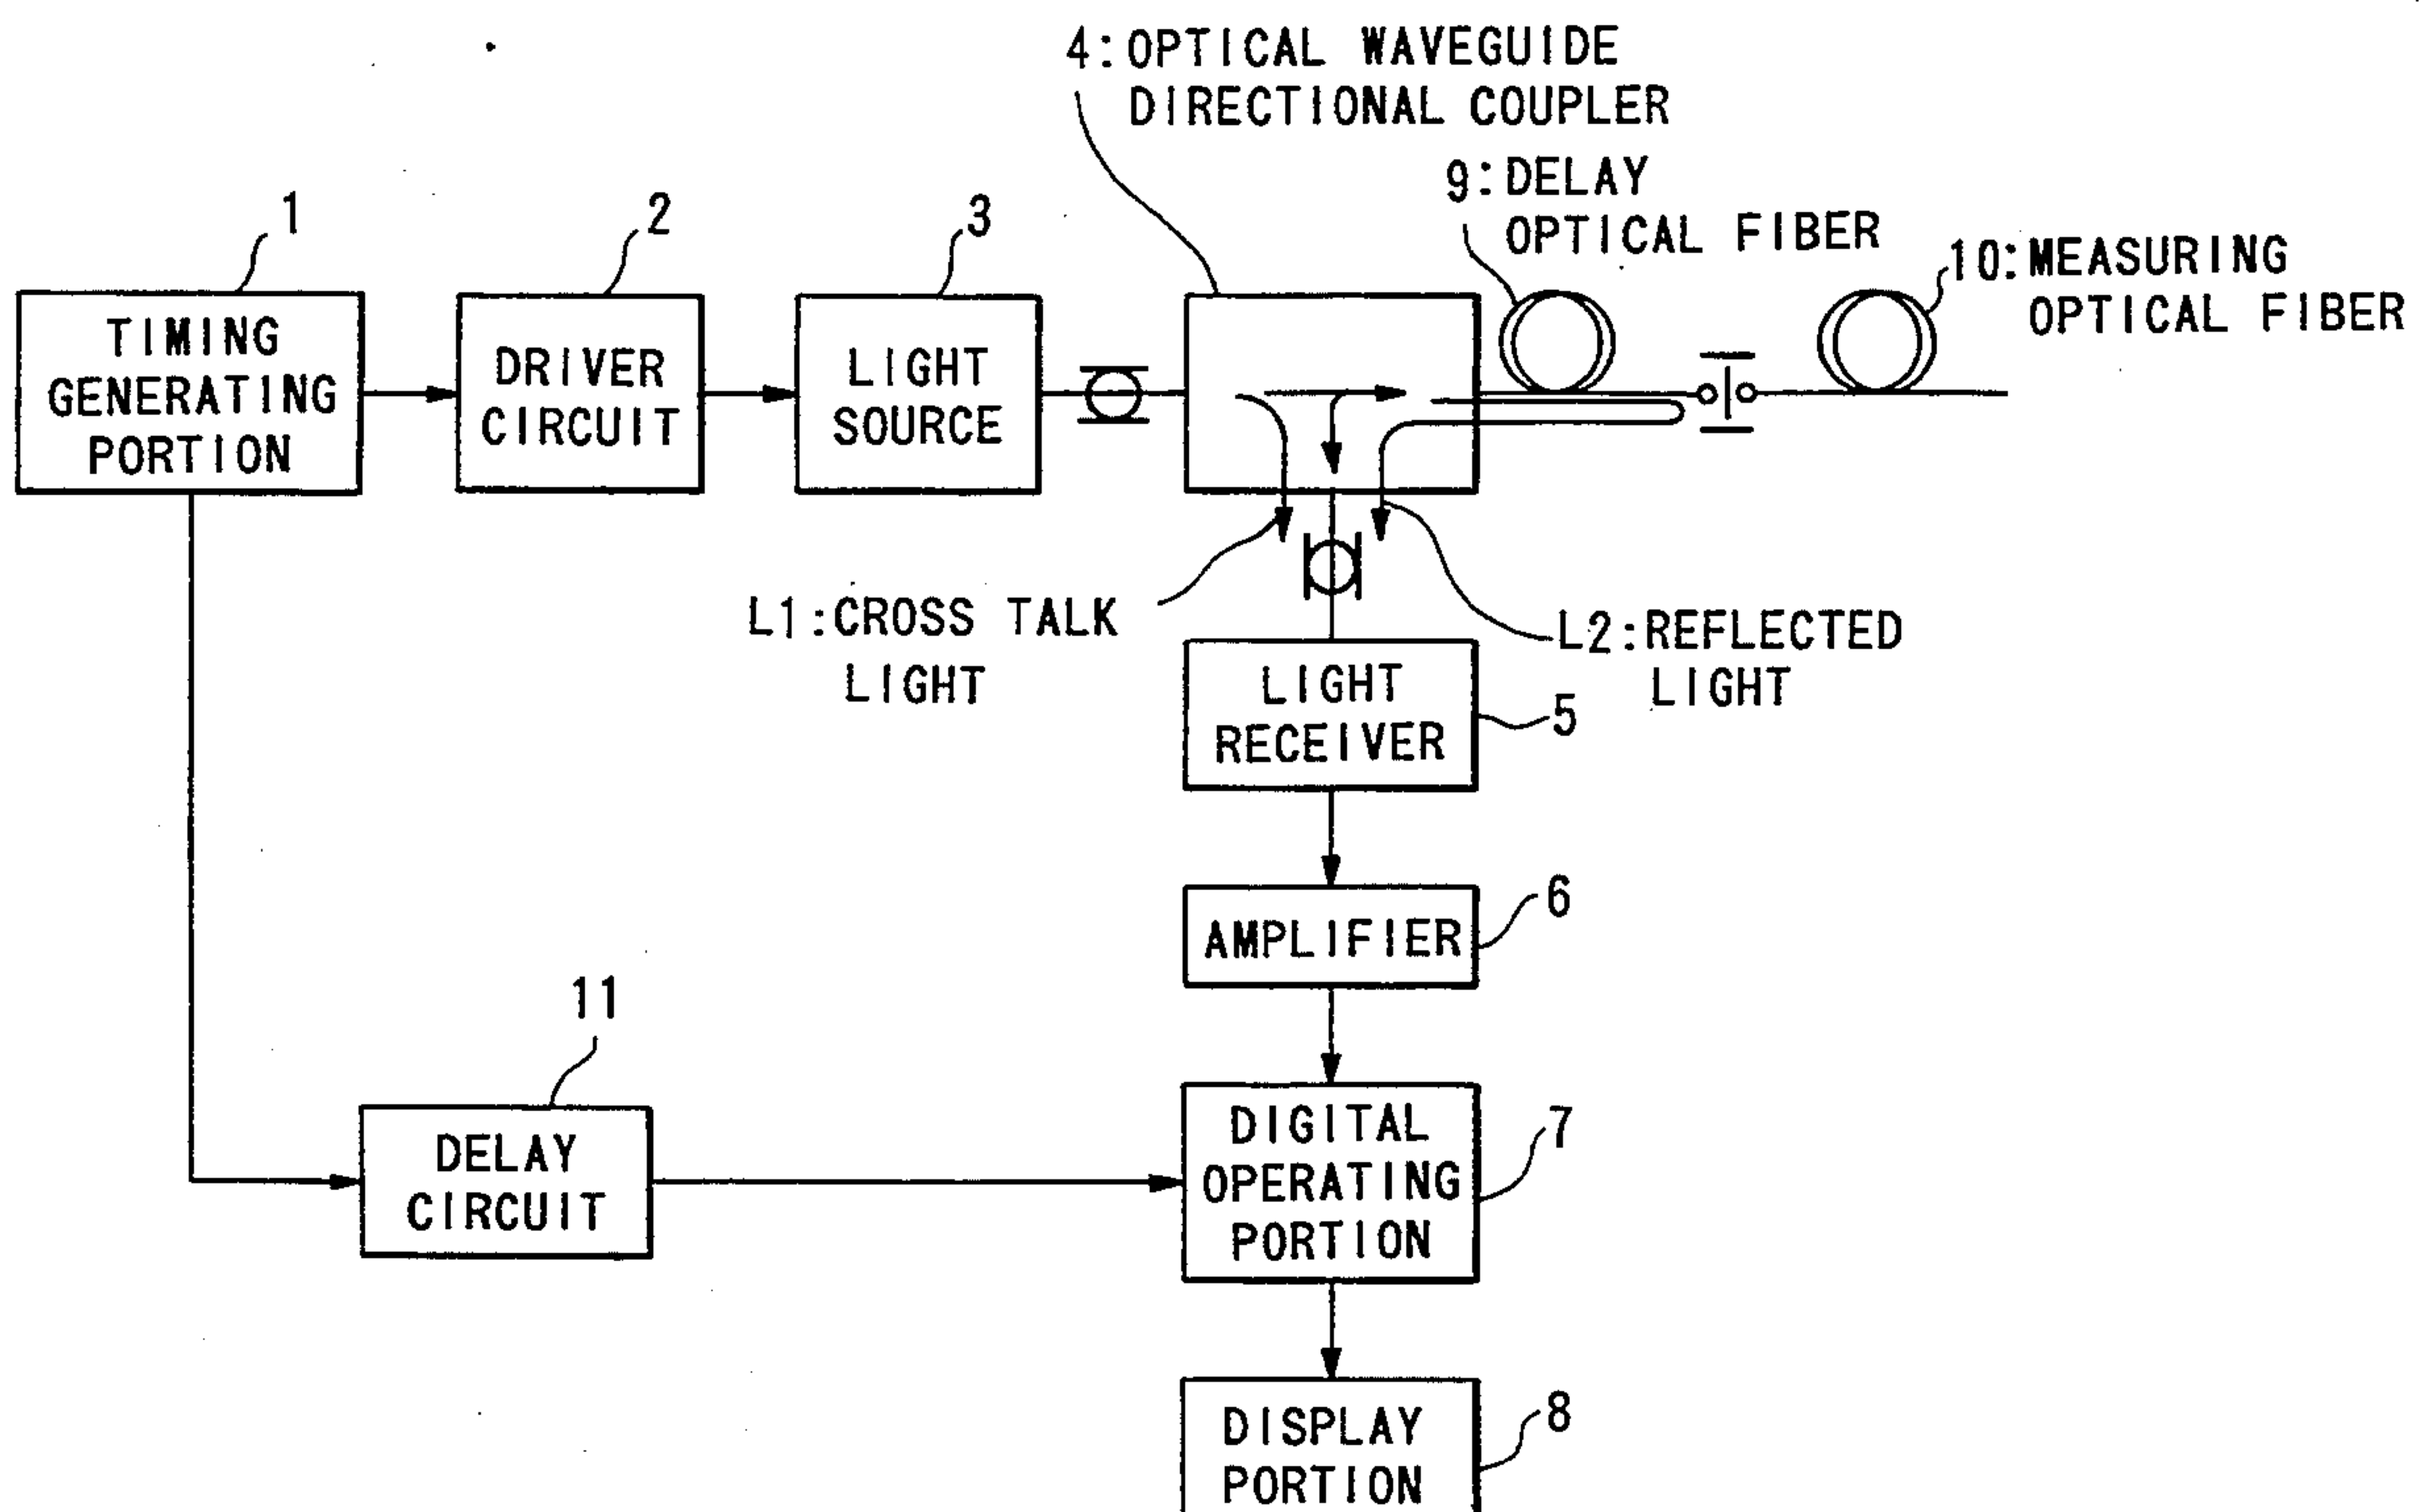 4:OPTICAL WAVEGUIDE
DIRECTIONAL COUPLER
9:DELAY
OPTICAL FIBER
10:MEASURING
OPTICAL FIBER
1
2
3
TIMING
GENERATING
PORTION
DRIVER
CIRCUIT
LIGHT
SOURCE
L1:CROSS TALK
LIGHT
L2:REFLECTED
LIGHT
LIGHT
RECEIVER
5
AMPLIFIER
6
11
DELAY
CIRCUIT
DIGITAL
OPERATING
PORTION
7
DISPLAY
PORTION
8